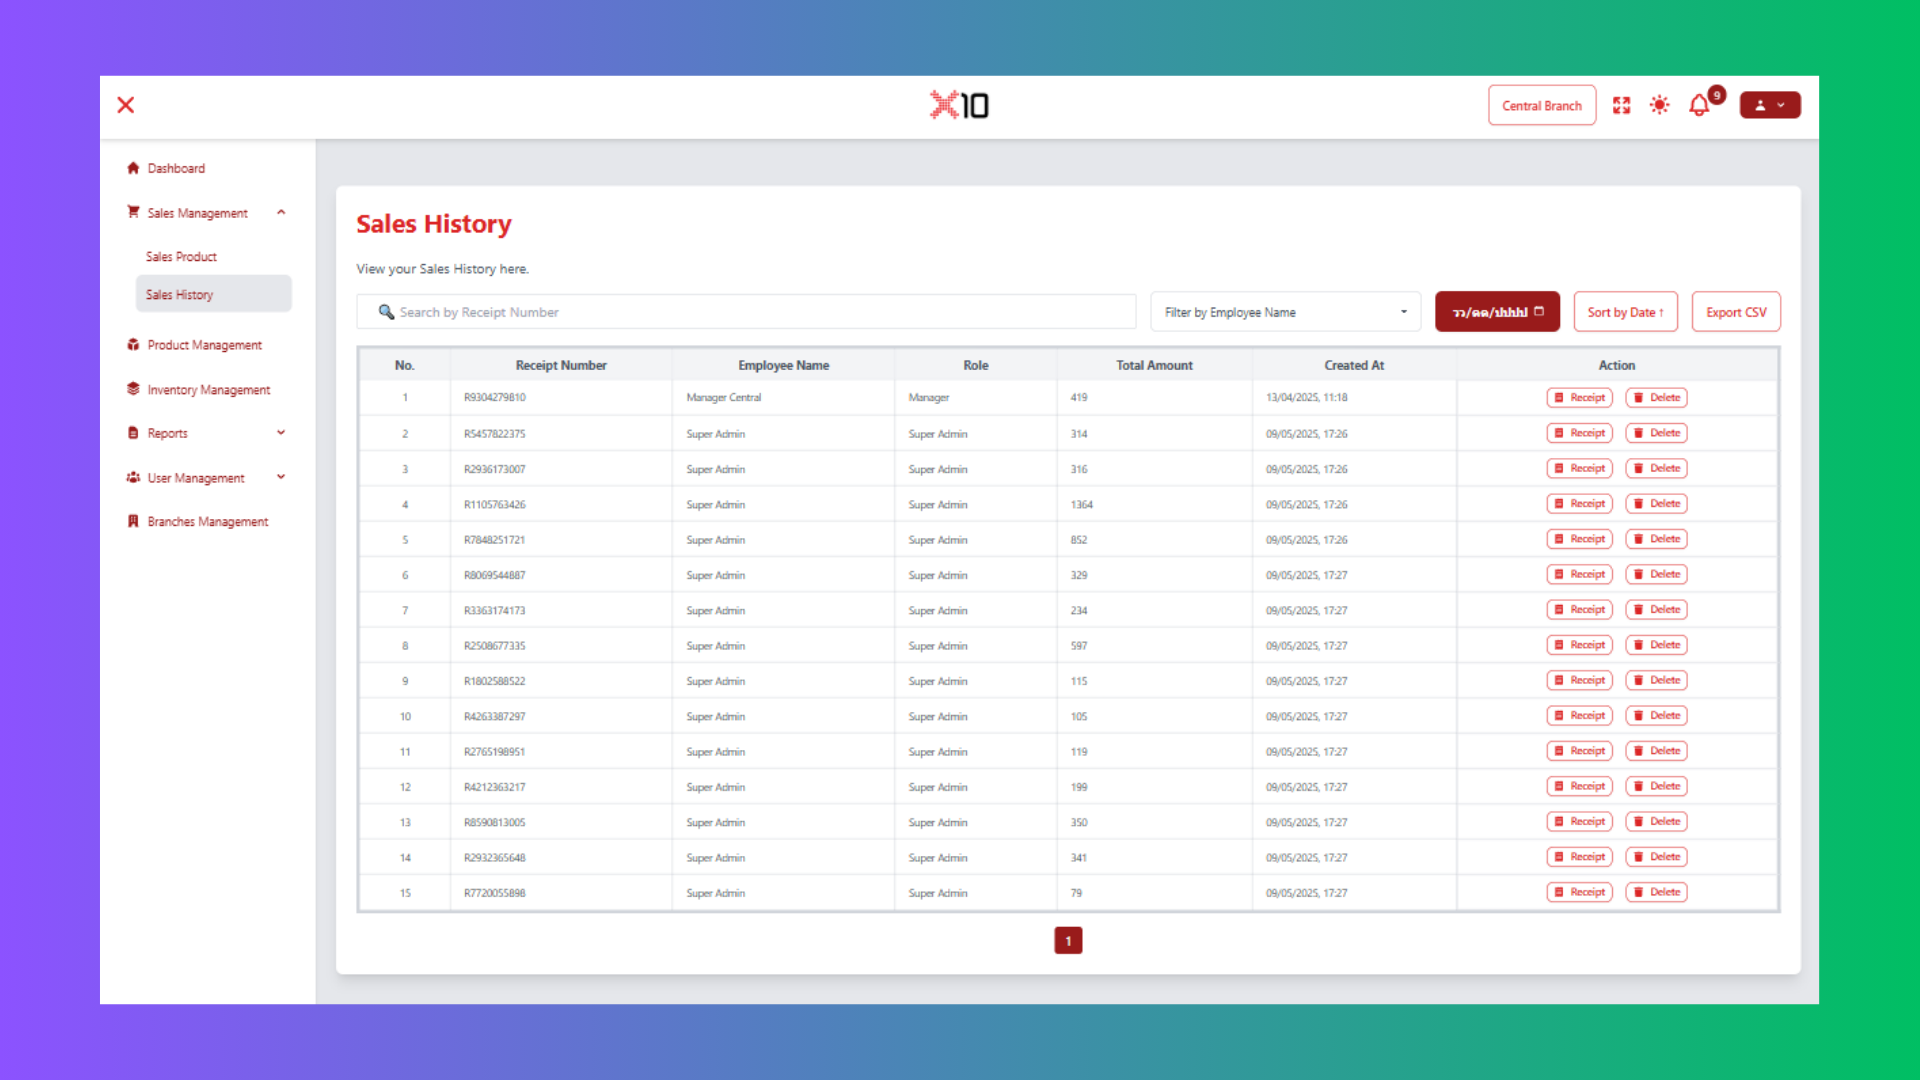 X10
Central Branch
9
Dashboard
Sales Management
Sales Product
Sales History
Product Management
Inventory Management
Reports
User Management
Branches Management
Sales History
View your Sales History here.
Search by Receipt Number
Filter by Employee Name
วว/ดด/ปปปป
Sort by Date ↑
Export CSV
No. Receipt Number Employee Name Role Total Amount Created At Action
1 R9304279810 Manager Central Manager 419 13/04/2025, 11:18 Receipt Delete
2 R5457822375 Super Admin Super Admin 314 09/05/2025, 17:26 Receipt Delete
3 R2936173007 Super Admin Super Admin 316 09/05/2025, 17:26 Receipt Delete
4 R1105763426 Super Admin Super Admin 1364 09/05/2025, 17:26 Receipt Delete
5 R7848251721 Super Admin Super Admin 852 09/05/2025, 17:26 Receipt Delete
6 R8069544887 Super Admin Super Admin 329 09/05/2025, 17:27 Receipt Delete
7 R3363174173 Super Admin Super Admin 234 09/05/2025, 17:27 Receipt Delete
8 R2508677335 Super Admin Super Admin 597 09/05/2025, 17:27 Receipt Delete
9 R1802588522 Super Admin Super Admin 115 09/05/2025, 17:27 Receipt Delete
10 R4263387297 Super Admin Super Admin 105 09/05/2025, 17:27 Receipt Delete
11 R2765198951 Super Admin Super Admin 119 09/05/2025, 17:27 Receipt Delete
12 R4212363217 Super Admin Super Admin 199 09/05/2025, 17:27 Receipt Delete
13 R8590813005 Super Admin Super Admin 350 09/05/2025, 17:27 Receipt Delete
14 R2932365648 Super Admin Super Admin 341 09/05/2025, 17:27 Receipt Delete
15 R7720055898 Super Admin Super Admin 79 09/05/2025, 17:27 Receipt Delete
1